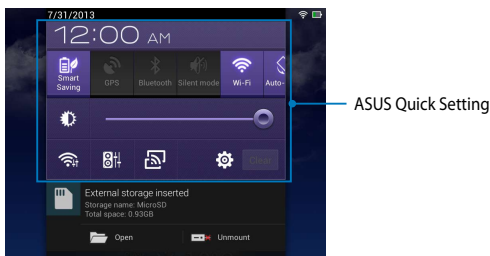 7/31/2013
12:00 AM
Smart Saving
GPS
Bluetooth
Silent mode
Wi-Fi
Auto-
ASUS Quick Setting
Clear
External storage inserted
Storage name: MicroSD
Total space: 0.93GB
Open
Unmount